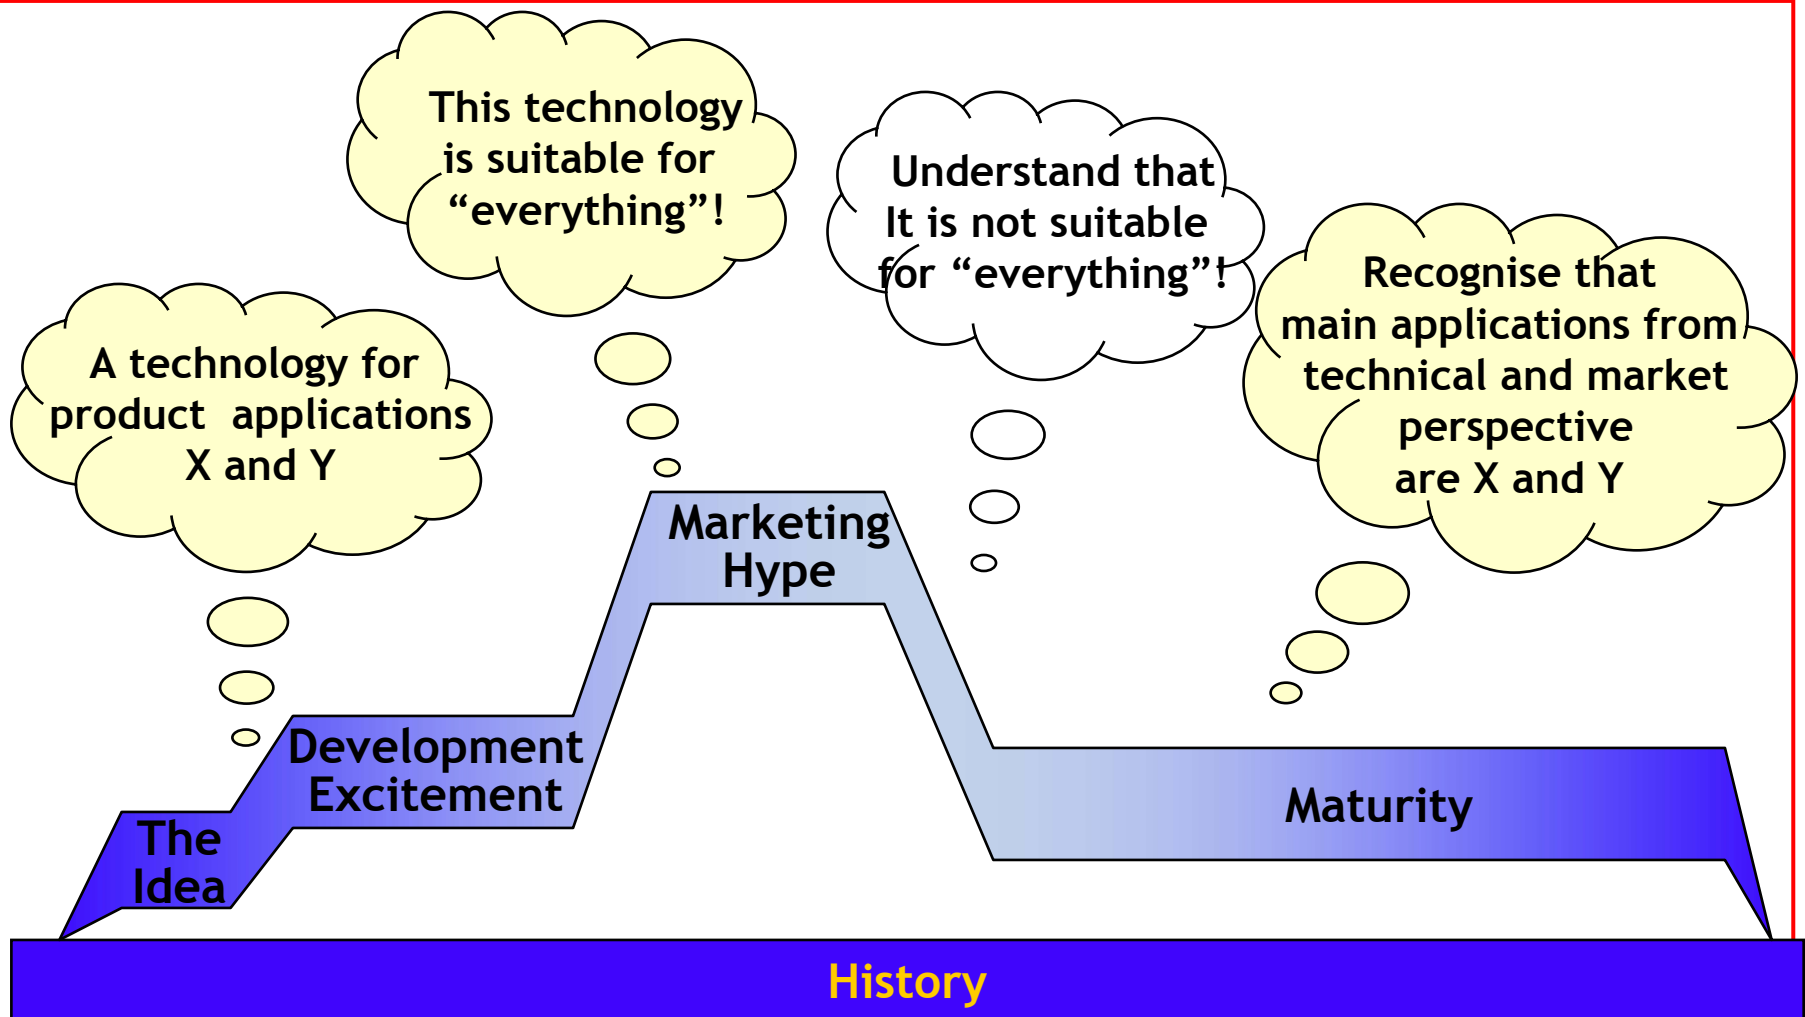 This technology
is suitable for
“everything”!
Understand that
It is not suitable
for “everything”!
Recognise that
main applications from
technical and market
perspective
are X and Y
A technology for
product  applications
X and Y
Marketing
Hype
Development
Excitement
The
Idea
Maturity
History